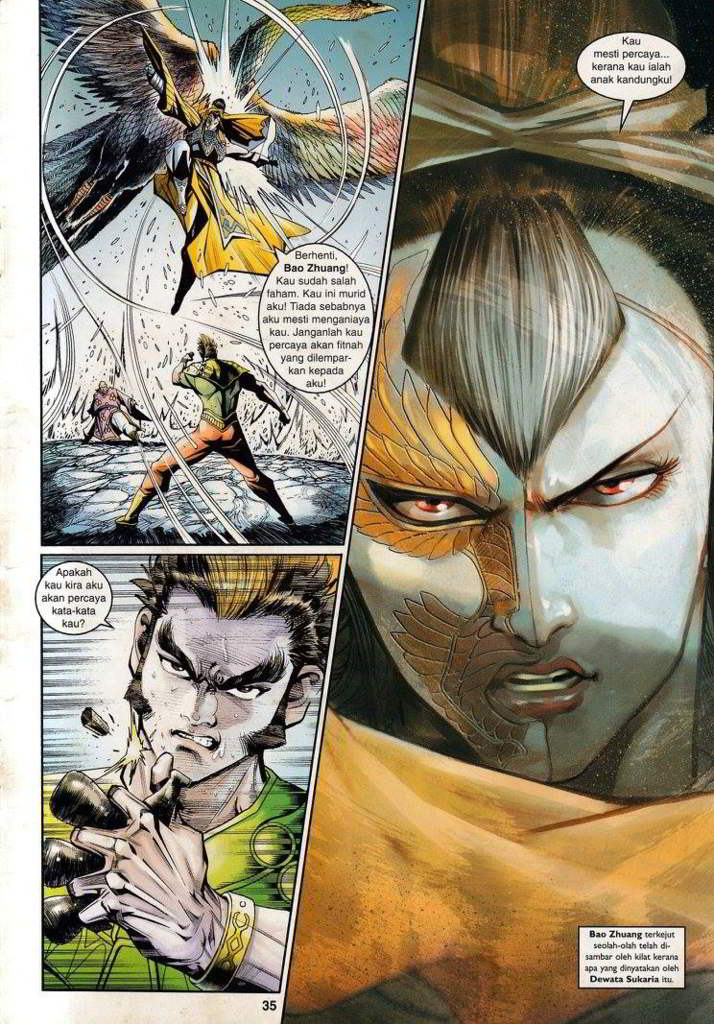 Berhenti,
Bao Zhuang!
Kau sudah salah
faham. Kau ini murid
aku! Tiada sebabnya
aku mesti menganiaya
kau. Janganlah kau
percaya akan fitnah
yang dilempar-
kan kepada
aku!
Apakah
kau kira aku
akan percaya
kata-kata
kau?
Kau
mesti percaya...
kerana kau ialah
anak kandungku!
Bao Zhuang terkejut
seolah-olah telah di-
sambar oleh kilat kerana
apa yang dinyatakan oleh
Dewata Sukaria itu.
35